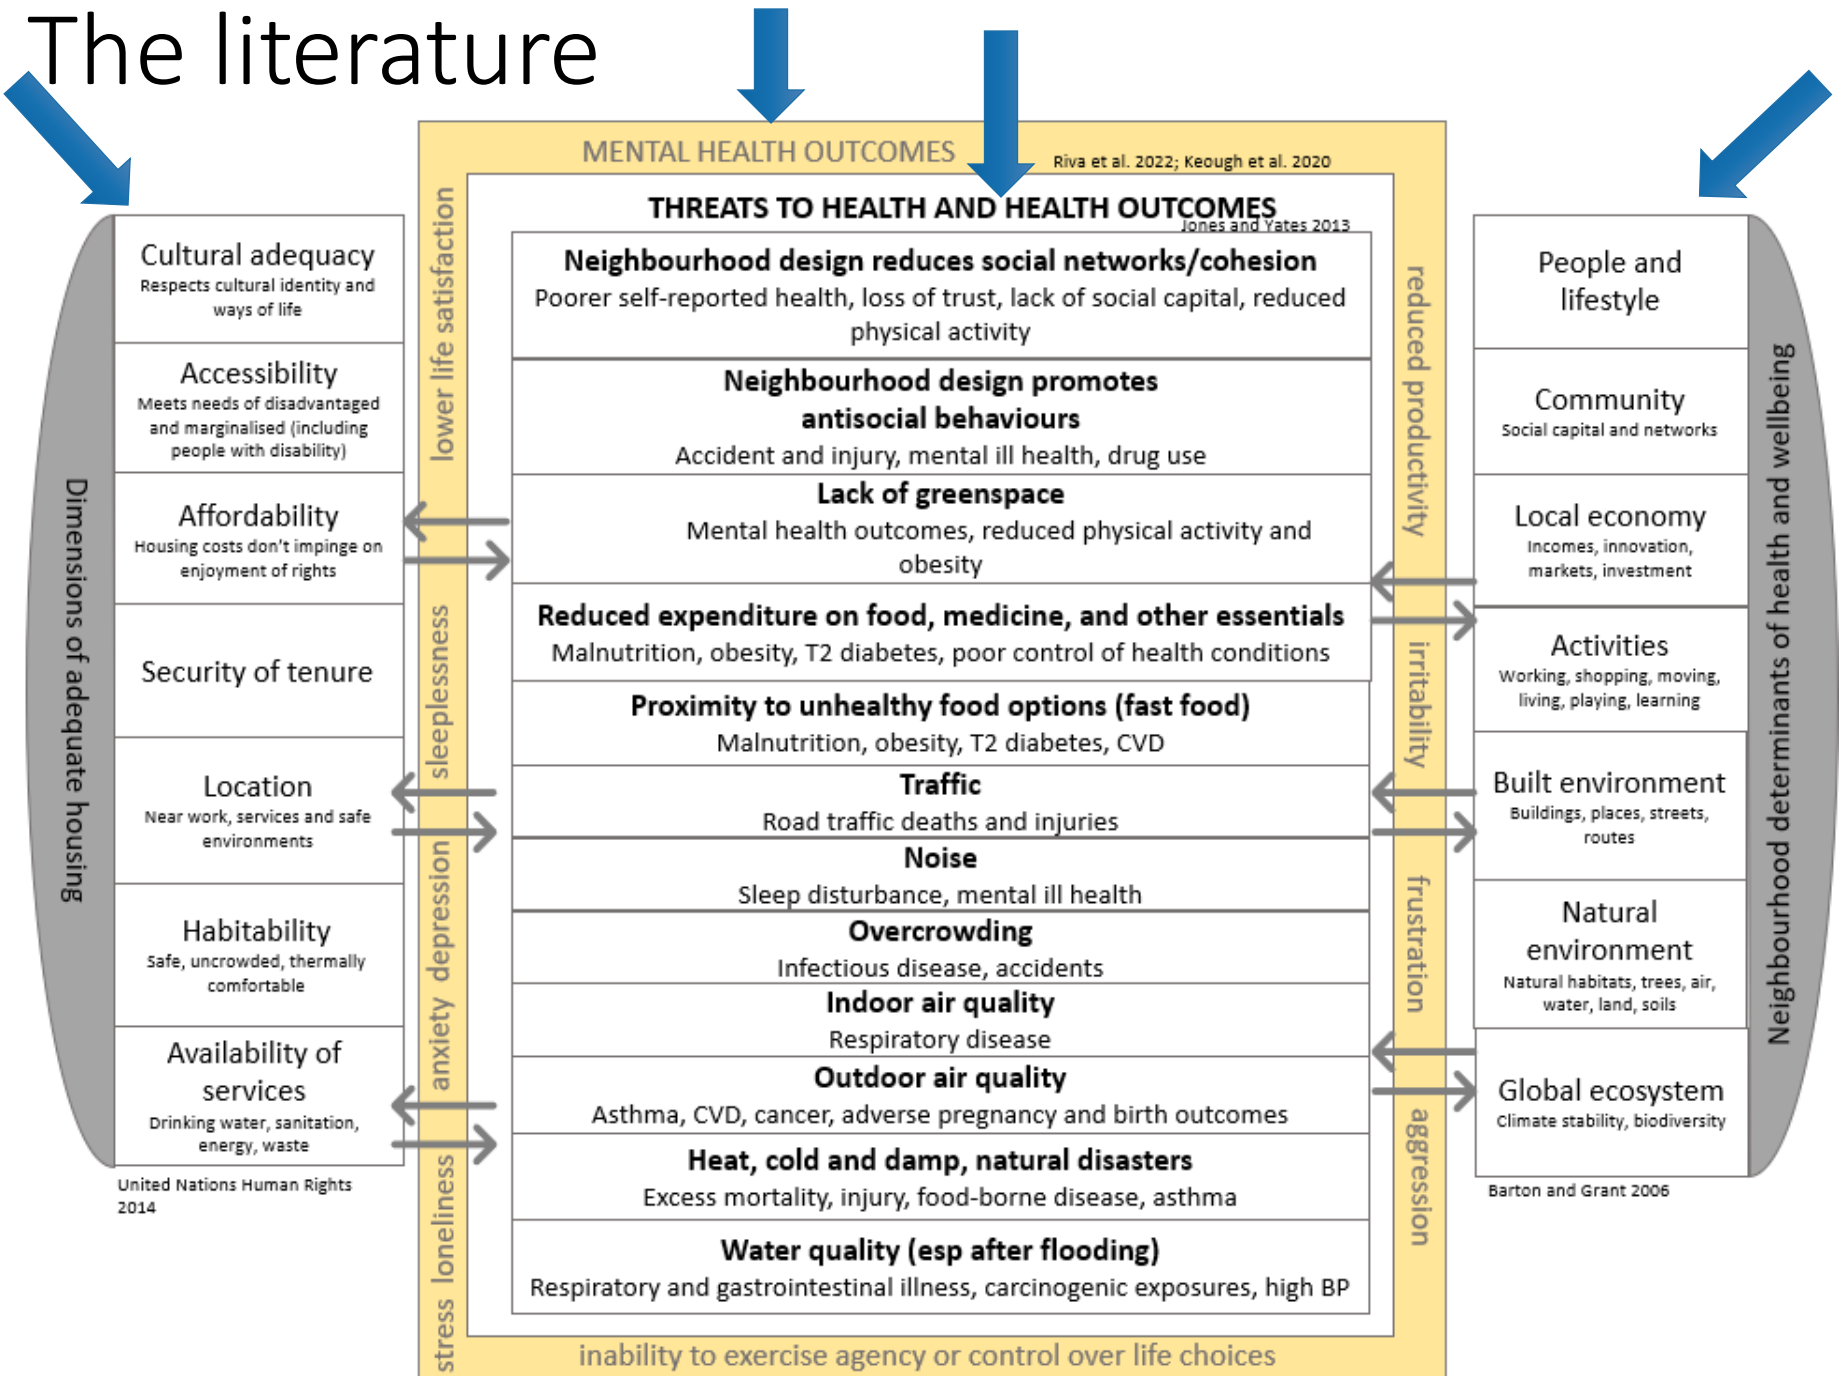 The literature
MENTAL HEALTH OUTCOMES
Riva et al. 2022; Keough et al. 2020
THREATS TO HEALTH AND HEALTH OUTCOMES
Jones and Yates 2013
Dimensions of adequate housing
Cultural adequacy
Respects cultural identity and
ways of life
Accessibility
Meets needs of disadvantaged
and marginalised (including
people with disability)
Affordability
Housing costs don't impinge on
enjoyment of rights
Security of tenure
Location
Near work, services and safe
environments
Habitability
Safe, uncrowded, thermally
comfortable
Availability of
services
Drinking water, sanitation,
energy, waste
United Nations Human Rights
2014
lower life satisfaction
sleeplessness
anxiety depression
stress loneliness
Neighbourhood design reduces social networks/cohesion
Poorer self-reported health, loss of trust, lack of social capital, reduced
physical activity
Neighbourhood design promotes
antisocial behaviours
Accident and injury, mental ill health, drug use
Lack of greenspace
Mental health outcomes, reduced physical activity and
obesity
Reduced expenditure on food, medicine, and other essentials
Malnutrition, obesity, T2 diabetes, poor control of health conditions
Proximity to unhealthy food options (fast food)
Malnutrition, obesity, T2 diabetes, CVD
Traffic
Road traffic deaths and injuries
Noise
Sleep disturbance, mental ill health
Overcrowding
Infectious disease, accidents
Indoor air quality
Respiratory disease
Outdoor air quality
Asthma, CVD, cancer, adverse pregnancy and birth outcomes
Heat, cold and damp, natural disasters
Excess mortality, injury, food-borne disease, asthma
Water quality (esp after flooding)
Respiratory and gastrointestinal illness, carcinogenic exposures, high BP
inability to exercise agency or control over life choices
reduced productivity
irritability
frustration
aggression
People and
lifestyle
Community
Social capital and networks
Local economy
Incomes, innovation,
markets, investment
Activities
Working, shopping, moving,
living, playing, learning
Built environment
Buildings, places, streets,
routes
Natural
environment
Natural habitats, trees, air,
water, land, soils
Global ecosystem
Climate stability, biodiversity
Barton and Grant 2006
Neighbourhood determinants of health and wellbeing